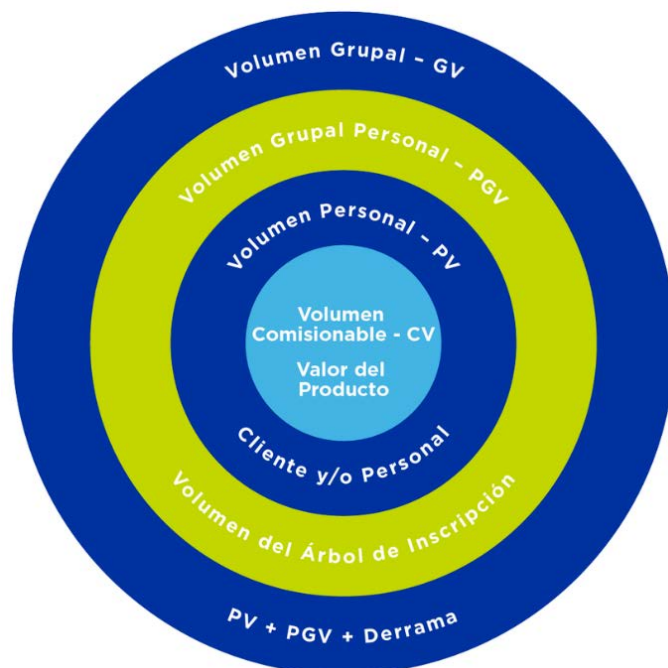 Volumen Grupal – GV
Volumen Grupal Personal – PGV
Volumen Personal – PV
Volumen
Comisionable - CV
Valor del
Producto
Cliente y/o Personal
Volumen del Árbol de Inscripción
PV + PGV + Derrama